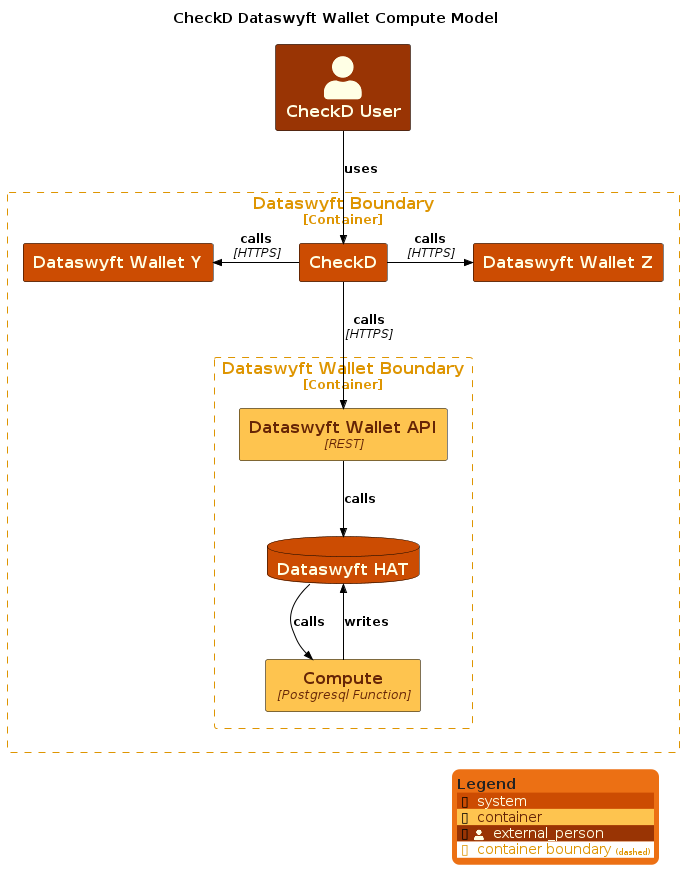 CheckD Dataswyft Wallet Compute Model
CheckD User
uses
Dataswyft Boundary
[Container]
calls
[HTTPS]
calls
[HTTPS]
Dataswyft Wallet Y
CheckD
Dataswyft Wallet Z
calls
[HTTPS]
Dataswyft Wallet Boundary
[Container]
Dataswyft Wallet API
[REST]
calls
Dataswyft HAT
calls
writes
Compute
[Postgresql Function]
Legend
system
container
external_person
container boundary (dashed)